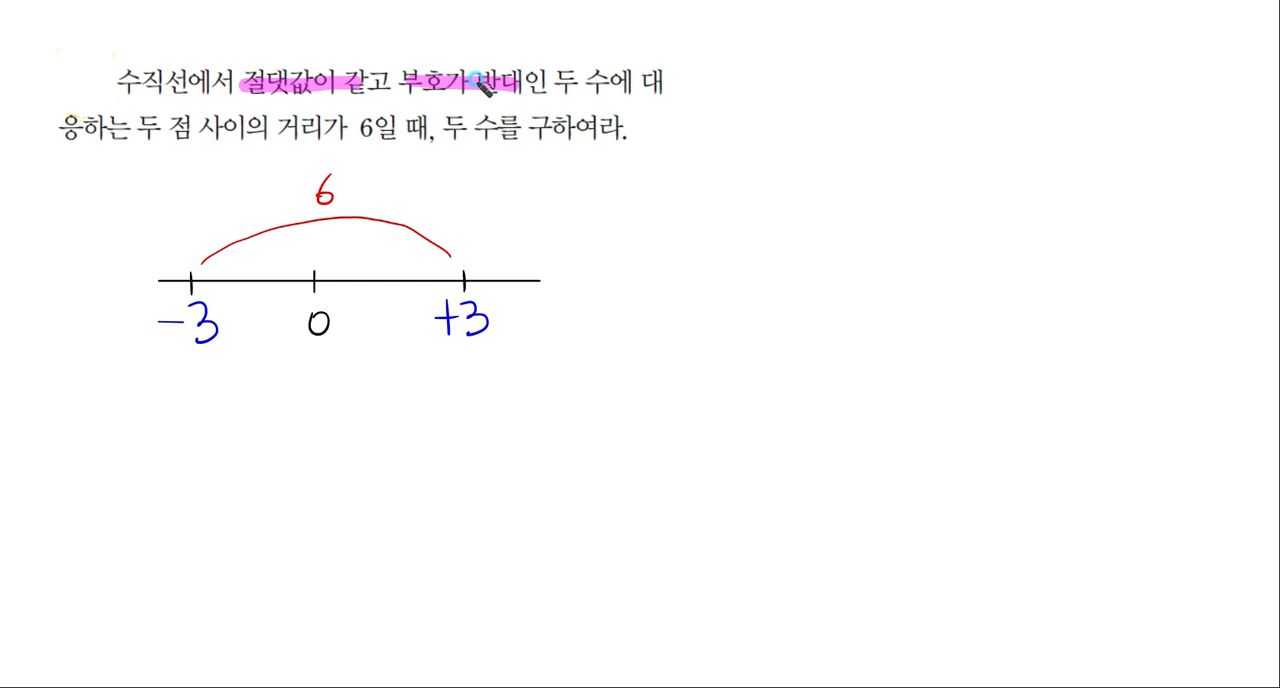 수직선에서 절댓값이 같고 부호가 반대인 두 수에 대
응하는 두 점 사이의 거리가 6일 때, 두 수를 구하여라.
6
-3 0 +3